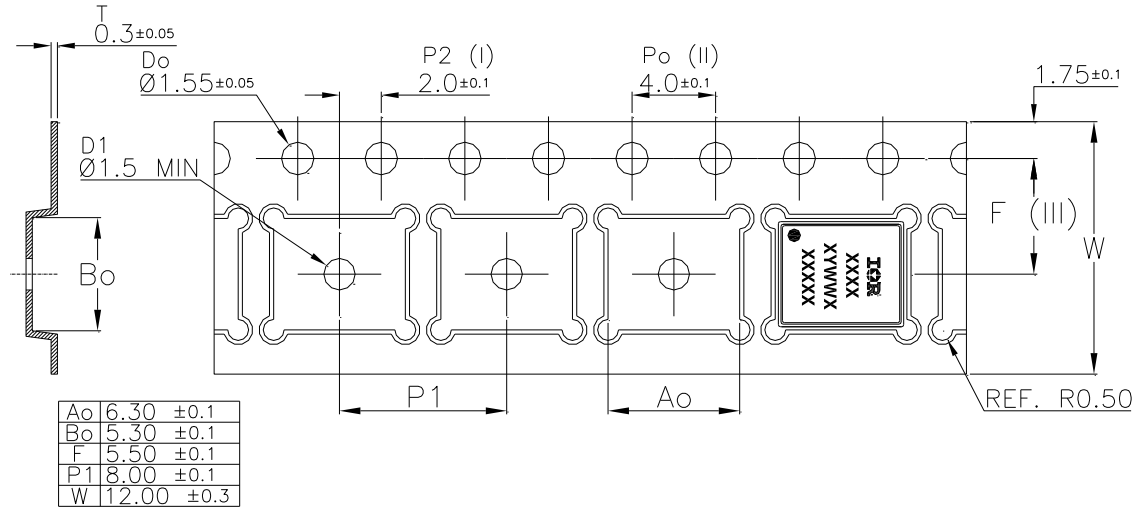 T
0.3±0.05
Do
Ø1.55±0.05
P2 (I)
2.0±0.1
Po (II)
4.0±0.1
1.75±0.1
D1
Ø1.5 MIN
F (III)
W
Bo
IOR
XXXX
XYWWX
XXXXX
P1
Ao
REF. R0.50
Ao 6.30 ±0.1
Bo 5.30 ±0.1
F 5.50 ±0.1
P1 8.00 ±0.1
W 12.00 ±0.3